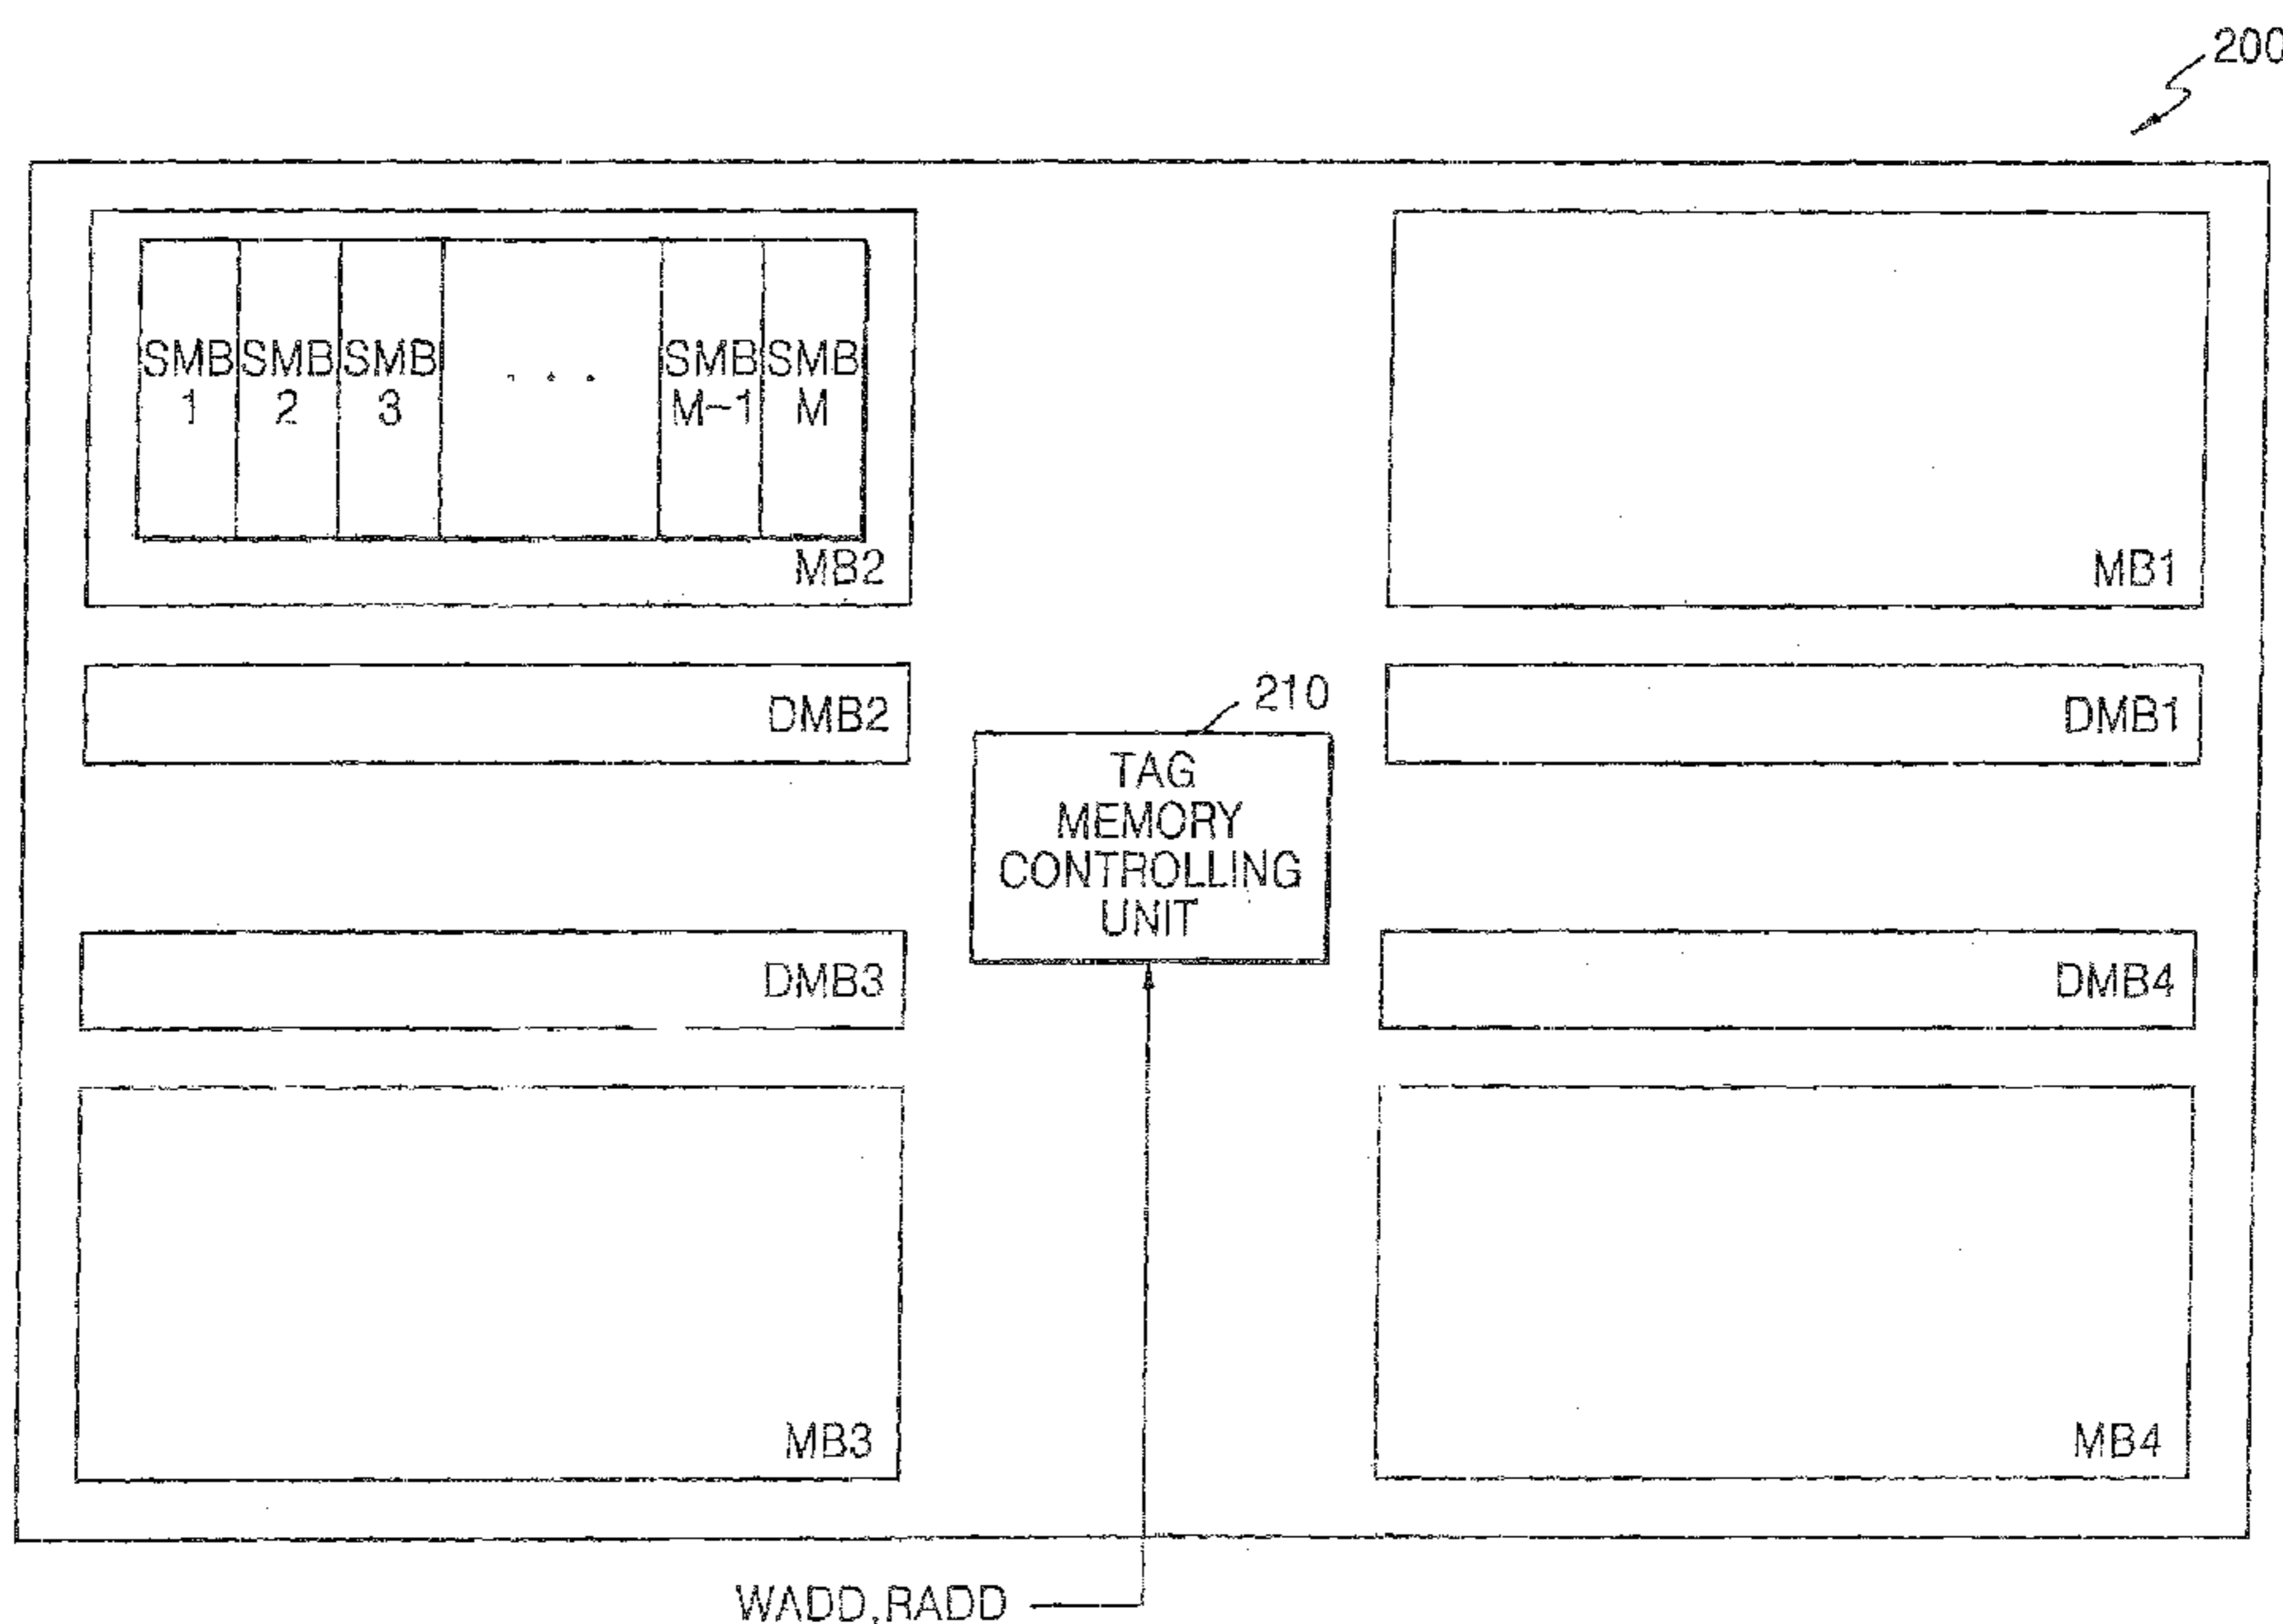 200
SMB SMB SMB ... SMB SMB
1 2 3 M-1 M
MB2
MB1
DMB2
DMB1
210
TAG
MEMORY
CONTROLLING
UNIT
DMB3
DMB4
MB3
MB4
WADD,RADD